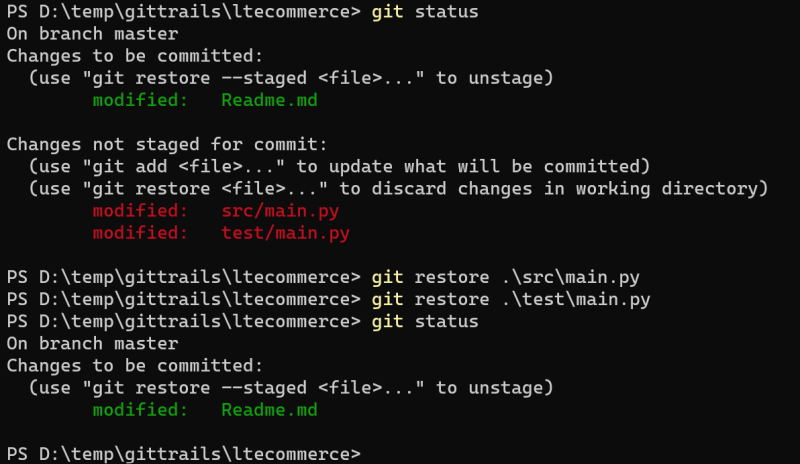 PS D:\temp\gittrails\ltecommerce> git status
On branch master
Changes to be committed:
  (use "git restore --staged <file>..." to unstage)
        modified:   Readme.md

Changes not staged for commit:
  (use "git add <file>..." to update what will be committed)
  (use "git restore <file>..." to discard changes in working directory)
        modified:   src/main.py
        modified:   test/main.py

PS D:\temp\gittrails\ltecommerce> git restore .\src\main.py
PS D:\temp\gittrails\ltecommerce> git restore .\test\main.py
PS D:\temp\gittrails\ltecommerce> git status
On branch master
Changes to be committed:
  (use "git restore --staged <file>..." to unstage)
        modified:   Readme.md

PS D:\temp\gittrails\ltecommerce>